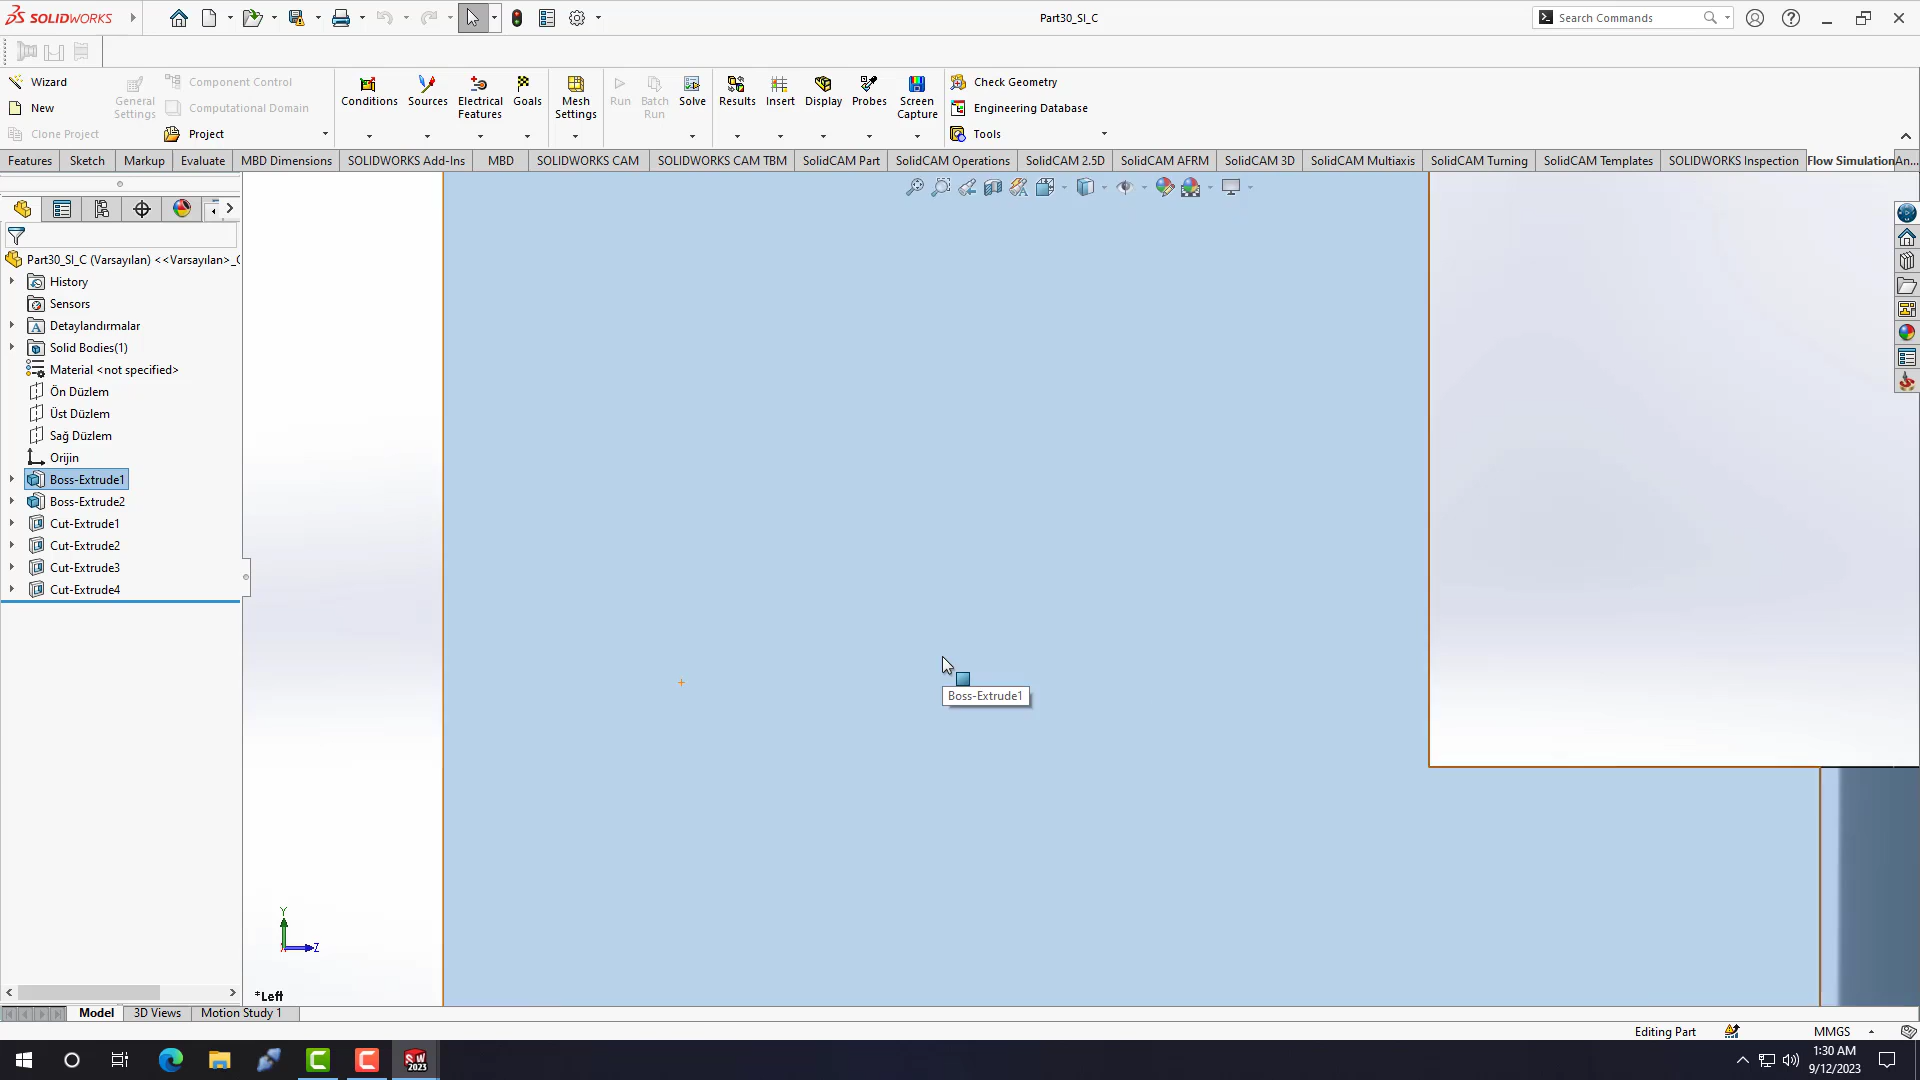 SOLIDWORKS
Part30_SI_C
Search Commands
Wizard
New
Clone Project
General
Settings
Component Control
Computational Domain
Project
Conditions
Sources
Electrical
Features
Goals
Mesh
Settings
Run
Batch
Run
Solve
Results
Insert
Display
Probes
Screen
Capture
Check Geometry
Engineering Database
Tools
Features
Sketch
Markup
Evaluate
MBD Dimensions
SOLIDWORKS Add-Ins
MBD
SOLIDWORKS CAM
SOLIDWORKS CAM TBM
SolidCAM Part
SolidCAM Operations
SolidCAM 2.5D
SolidCAM AFRM
SolidCAM 3D
SolidCAM Multiaxis
SolidCAM Turning
SolidCAM Templates
SOLIDWORKS Inspection
Flow Simulation
An...
Part30_SI_C (Varsayılan) <<Varsayılan>_
History
Sensors
Detaylandırmalar
Solid Bodies(1)
Material <not specified>
Ön Düzlem
Üst Düzlem
Sağ Düzlem
Orijin
Boss-Extrude1
Boss-Extrude2
Cut-Extrude1
Cut-Extrude2
Cut-Extrude3
Cut-Extrude4
Boss-Extrude1
Y
Z
*Left
Model
3D Views
Motion Study 1
Editing Part
MMGS
SW
2023
1:30 AM
9/12/2023